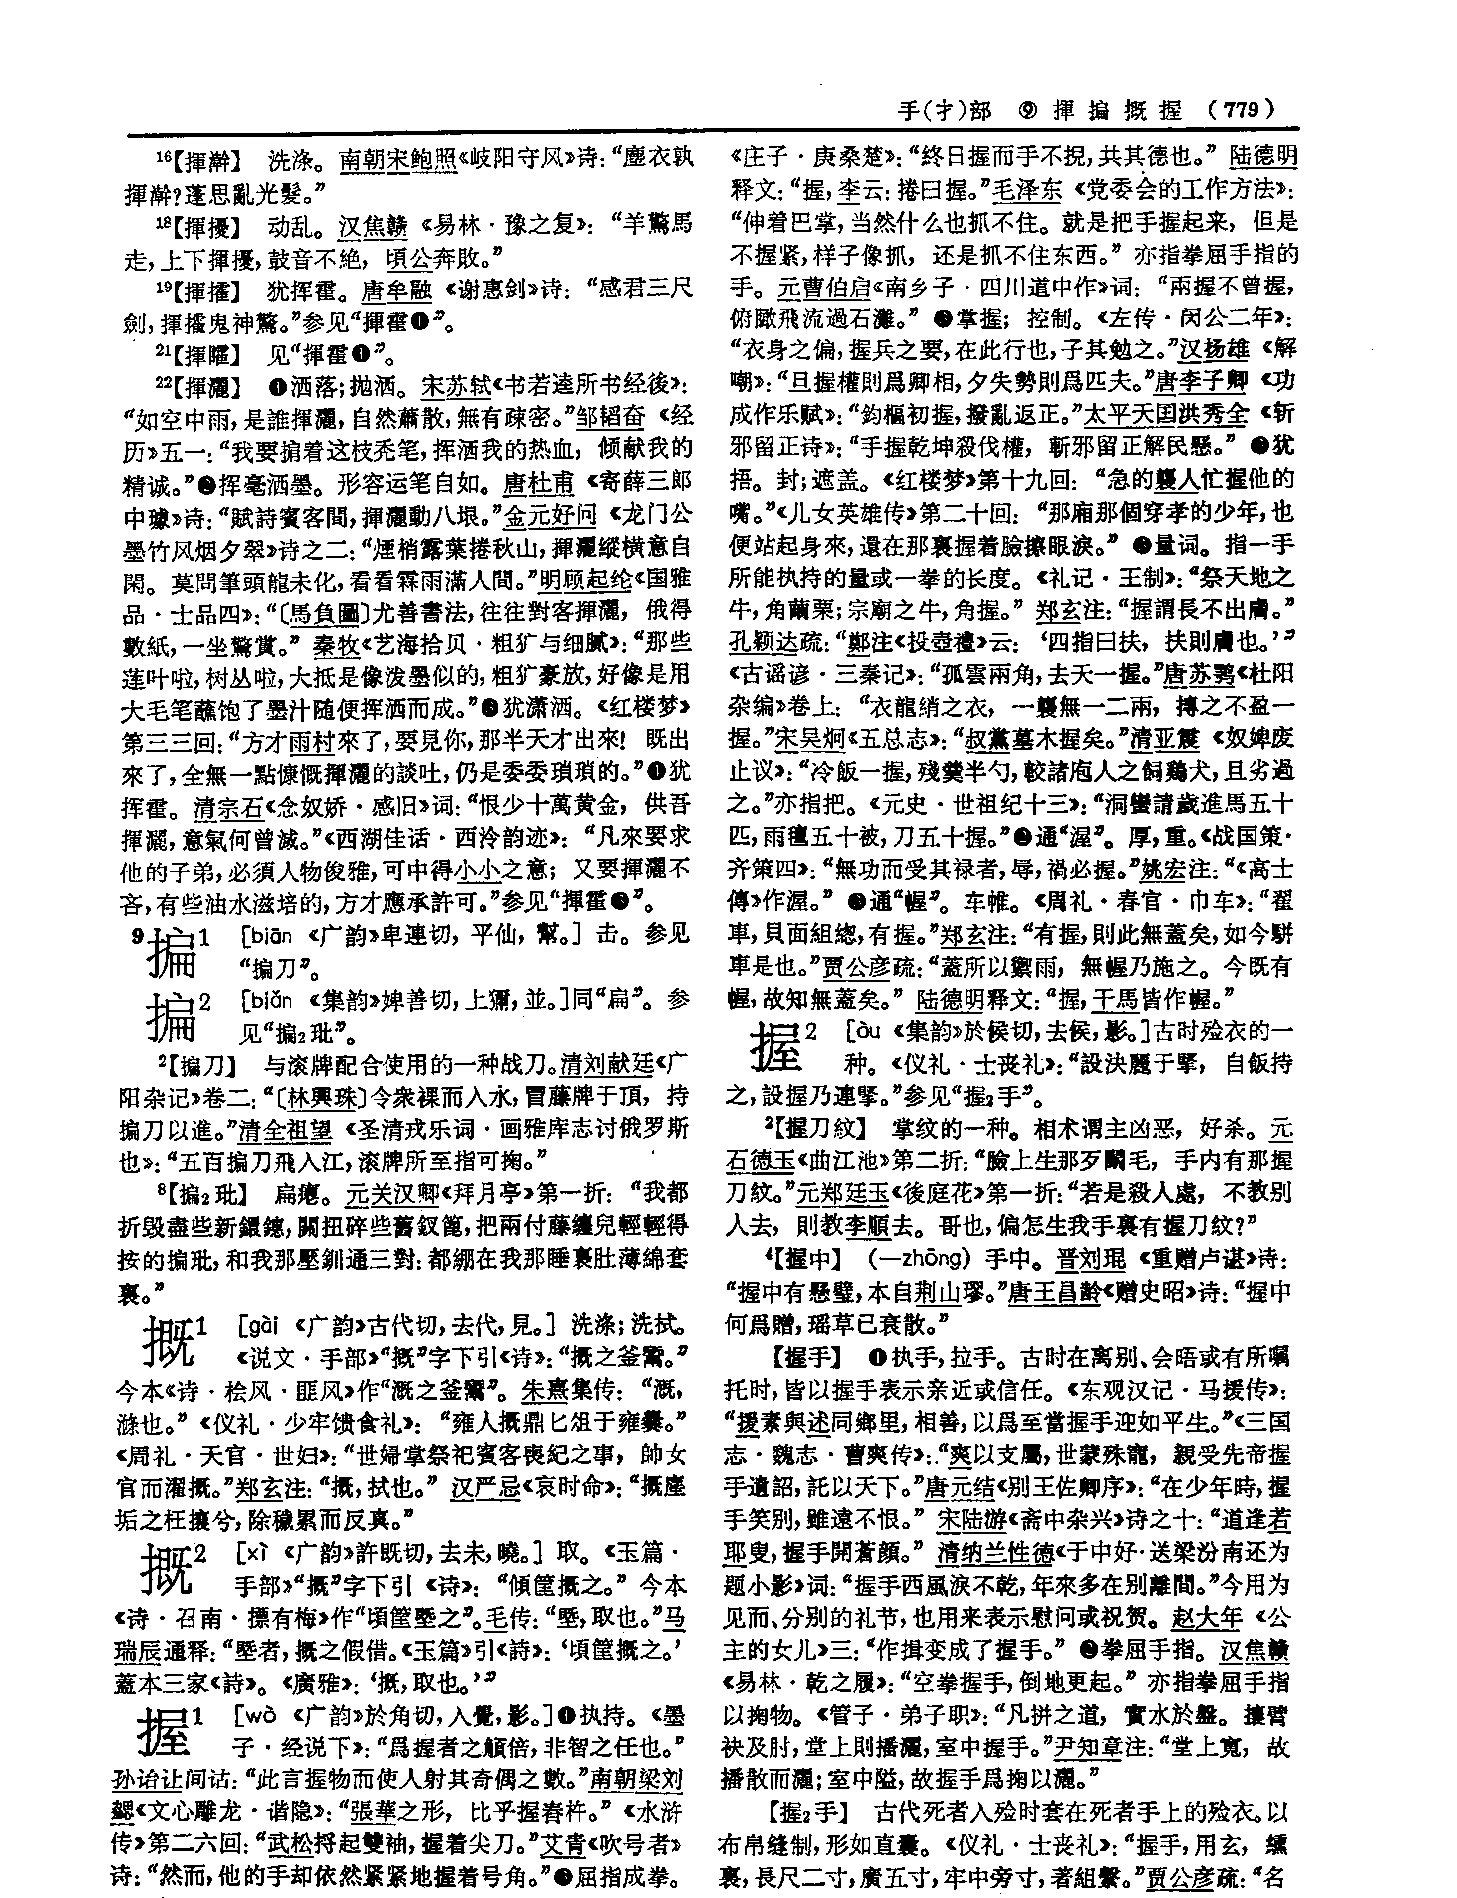 手(扌)部 ⑨ 揮 揙 摡 握 (779)
16【揮澣】 洗涤。南朝宋鲍照《岐阳守风》诗：“塵衣孰
揮澣？蓬思亂光髮。”
18【揮擾】 动乱。汉焦赣《易林·豫之复》：“羊驚馬
走，上下揮擾，鼓音不絶，頃公奔敗。”
19【揮攉】 犹挥霍。唐牟融《谢惠剑》诗：“感君三尺
劍，揮攉鬼神驚。”参见“揮霍❶”。
21【揮曤】 见“揮霍❶”。
22【揮灑】 ❶洒落；抛洒。宋苏轼《书若逵所书经後》：
“如空中雨，是誰揮灑，自然蕭散，無有疎密。”邹韬奋《经
历》五一：“我要掮着这枝秃笔，挥洒我的热血，倾献我的
精诚。”❷挥毫洒墨。形容运笔自如。唐杜甫《寄薛三郎
中璩》诗：“賦詩賓客間，揮灑動八垠。”金元好问《龙门公
墨竹风烟夕翠》诗之二：“煙梢露葉捲秋山，揮灑縱横意自
閑。莫問筆頭龍未化，看看霖雨滿人間。”明顾起纶《国雅
品·士品四》：“〔馬負圖〕尤善書法，往往對客揮灑，俄得
數紙，一坐驚賞。”秦牧《艺海拾贝·粗犷与细腻》：“那些
莲叶啦，树丛啦，大抵是像泼墨似的，粗犷豪放，好像是用
大毛笔蘸饱了墨汁随便挥洒而成。”❸犹潇洒。《红楼梦》
第三三回：“方才雨村來了，要見你，那半天才出來！既出
來了，全無一點慷慨揮灑的談吐，仍是委委瑣瑣的。”❹犹
挥霍。清宗石《念奴娇·感旧》词：“恨少十萬黄金，供吾
揮灑，意氣何曾滅。”《西湖佳话·西泠韵迹》：“凡來要求
他的子弟，必須人物俊雅，可中得小小之意；又要揮灑不
吝，有些油水滋培的，方才應承許可。”参见“揮霍❸”。
9揙1 [biān 《广韵》卑連切，平仙，幫。] 击。参见
“揙刀”。
揙2 [biǎn 《集韵》婢善切，上獮，並。]同“扁”。参
见“揙2玼”。
2【揙刀】 与滚牌配合使用的一种战刀。清刘献廷《广
阳杂记》卷二：“〔林興珠〕令衆裸而入水，冒藤牌于頂，持
揙刀以進。”清全祖望《圣清戎乐词·画雅库志讨俄罗斯
也》：“五百揙刀飛入江，滚牌所至指可掬。”
8【揙2玼】 扁瘪。元关汉卿《拜月亭》第一折：“我都
折毁盡些新鐶鏸，關扭碎些舊釵篦，把兩付藤纏兒輕輕得
按的揙玼，和我那壓釧通三對；都綳在我那睡裏肚薄綿套
裏。”
摡1 [gài 《广韵》古代切，去代，見。] 洗涤；洗拭。
《说文·手部》“摡”字下引《诗》：“摡之釜鬵。”
今本《诗·桧风·匪风》作“溉之釜鬵”。朱熹集传：“溉，
滌也。”《仪礼·少牢馈食礼》：“雍人摡鼎匕俎于雍爨。”
《周礼·天官·世妇》：“世婦掌祭祀賓客喪紀之事，帥女
官而濯摡。”郑玄注：“摡，拭也。”汉严忌《哀时命》：“摡塵
垢之枉攘兮，除穢累而反真。”
摡2 [xì 《广韵》許既切，去未，曉。] 取。《玉篇·
手部》“摡”字下引《诗》：“傾筐摡之。”今本
《诗·召南·摽有梅》作“頃筐塈之”。毛传：“塈，取也。”马
瑞辰通释：“塈者，摡之假借。《玉篇》引《詩》：‘頃筐摡之。’
蓋本三家《詩》。《廣雅》：‘摡，取也。’”
握1 [wò 《广韵》於角切，入覺，影。]❶执持。《墨
子·经说下》：“爲握者之䫉倍，非智之任也。”
孙诒让间诂：“此言握物而使人射其奇偶之數。”南朝梁刘
勰《文心雕龙·谐隐》：“張華之形，比乎握舂杵。”《水浒
传》第二六回：“武松捋起雙袖，握着尖刀。”艾青《吹号者》
诗：“然而，他的手却依然紧紧地握着号角。”❷屈指成拳。
《庄子·庚桑楚》：“終日握而手不掜，共其德也。”陆德明
释文：“握，李云：捲曰握。”毛泽东《党委会的工作方法》：
“伸着巴掌，当然什么也抓不住。就是把手握起来，但是
不握紧，样子像抓，还是抓不住东西。”亦指拳屈手指的
手。元曹伯启《南乡子·四川道中作》词：“兩握不曾握，
俯瞰飛流過石灘。”❸掌握；控制。《左传·闵公二年》：
“衣身之偏，握兵之要，在此行也，子其勉之。”汉扬雄《解
嘲》：“旦握權則爲卿相，夕失勢則爲匹夫。”唐李子卿《功
成作乐赋》：“鈞樞初握，撥亂返正。”太平天囯洪秀全《斩
邪留正诗》：“手握乾坤殺伐權，斬邪留正解民懸。”❹犹
捂。封；遮盖。《红楼梦》第十九回：“急的襲人忙握他的
嘴。”《儿女英雄传》第二十回：“那廂那個穿孝的少年，也
便站起身來，還在那裏握着臉擦眼淚。”❺量词。指一手
所能执持的量或一拳的长度。《礼记·王制》：“祭天地之
牛，角繭栗；宗廟之牛，角握。”郑玄注：“握謂長不出膚。”
孔颖达疏：“鄭注《投壺禮》云：‘四指曰扶，扶則膚也。’”
《古谣谚·三秦记》：“孤雲兩角，去天一握。”唐苏鹗《杜阳
杂编》卷上：“衣龍綃之衣，一襲無一二兩，摶之不盈一
握。”宋吴炯《五总志》：“叔黨墓木握矣。”清亚震《奴婢废
止议》：“冷飯一握，殘羹半勺，較諸庖人之飼鷄犬，且劣過
之。”亦指把。《元史·世祖纪十三》：“洞蠻請歲進馬五十
匹，雨氊五十被，刀五十握。”❻通“渥”。厚，重。《战国策·
齐策四》：“無功而受其禄者，辱，禍必握。”姚宏注：“《高士
傳》作渥。”❼通“幄”。车帷。《周礼·春官·巾车》：“翟
車，貝面組緫，有握。”郑玄注：“有握，則此無蓋矣，如今軿
車是也。”贾公彦疏：“蓋所以禦雨，無幄乃施之。今既有
幄，故知無蓋矣。”陆德明释文：“握，干馬皆作幄。”
握2 [òu 《集韵》於候切，去候，影。]古时殓衣的一
种。《仪礼·士丧礼》：“設決麗于掔，自飯持
之，設握乃連掔。”参见“握2手”。
2【握刀紋】 掌纹的一种。相术谓主凶恶，好杀。元
石德玉《曲江池》第二折：“臉上生那歹鬭毛，手内有那握
刀紋。”元郑廷玉《後庭花》第一折：“若是殺人處，不教别
人去，則教李順去。哥也，偏怎生我手裏有握刀紋？”
4【握中】 (—zhōng) 手中。晋刘琨《重赠卢谌》诗：
“握中有懸璧，本自荆山璆。”唐王昌龄《赠史昭》诗：“握中
何爲贈，瑶草已衰散。”
【握手】 ❶执手，拉手。古时在离别、会晤或有所嘱
托时，皆以握手表示亲近或信任。《东观汉记·马援传》：
“援素與述同鄉里，相善，以爲至當握手迎如平生。”《三国
志·魏志·曹爽传》：“爽以支屬，世蒙殊寵，親受先帝握
手遺詔，託以天下。”唐元结《别王佐卿序》：“在少年時，握
手笑别，雖遠不恨。”宋陆游《斋中杂兴》诗之十：“道逢若
耶叟，握手開蒼顔。”清纳兰性德《于中好·送梁汾南还为
题小影》词：“握手西風淚不乾，年來多在别離間。”今用为
见而、分别的礼节，也用来表示慰问或祝贺。赵大年《公
主的女儿》三：“作揖变成了握手。”❷拳屈手指。汉焦赣
《易林·乾之履》：“空拳握手，倒地更起。”亦指拳屈手指
以掬物。《管子·弟子职》：“凡拼之道，實水於盤。攘臂
袂及肘，堂上則播灑，室中握手。”尹知章注：“堂上寬，故
播散而灑；室中隘，故握手爲掬以灑。”
【握2手】 古代死者入殓时套在死者手上的殓衣。以
布帛缝制，形如直囊。《仪礼·士丧礼》：“握手，用玄，纁
裏，長尺二寸，廣五寸，牢中旁寸，著組繫。”贾公彦疏：“名